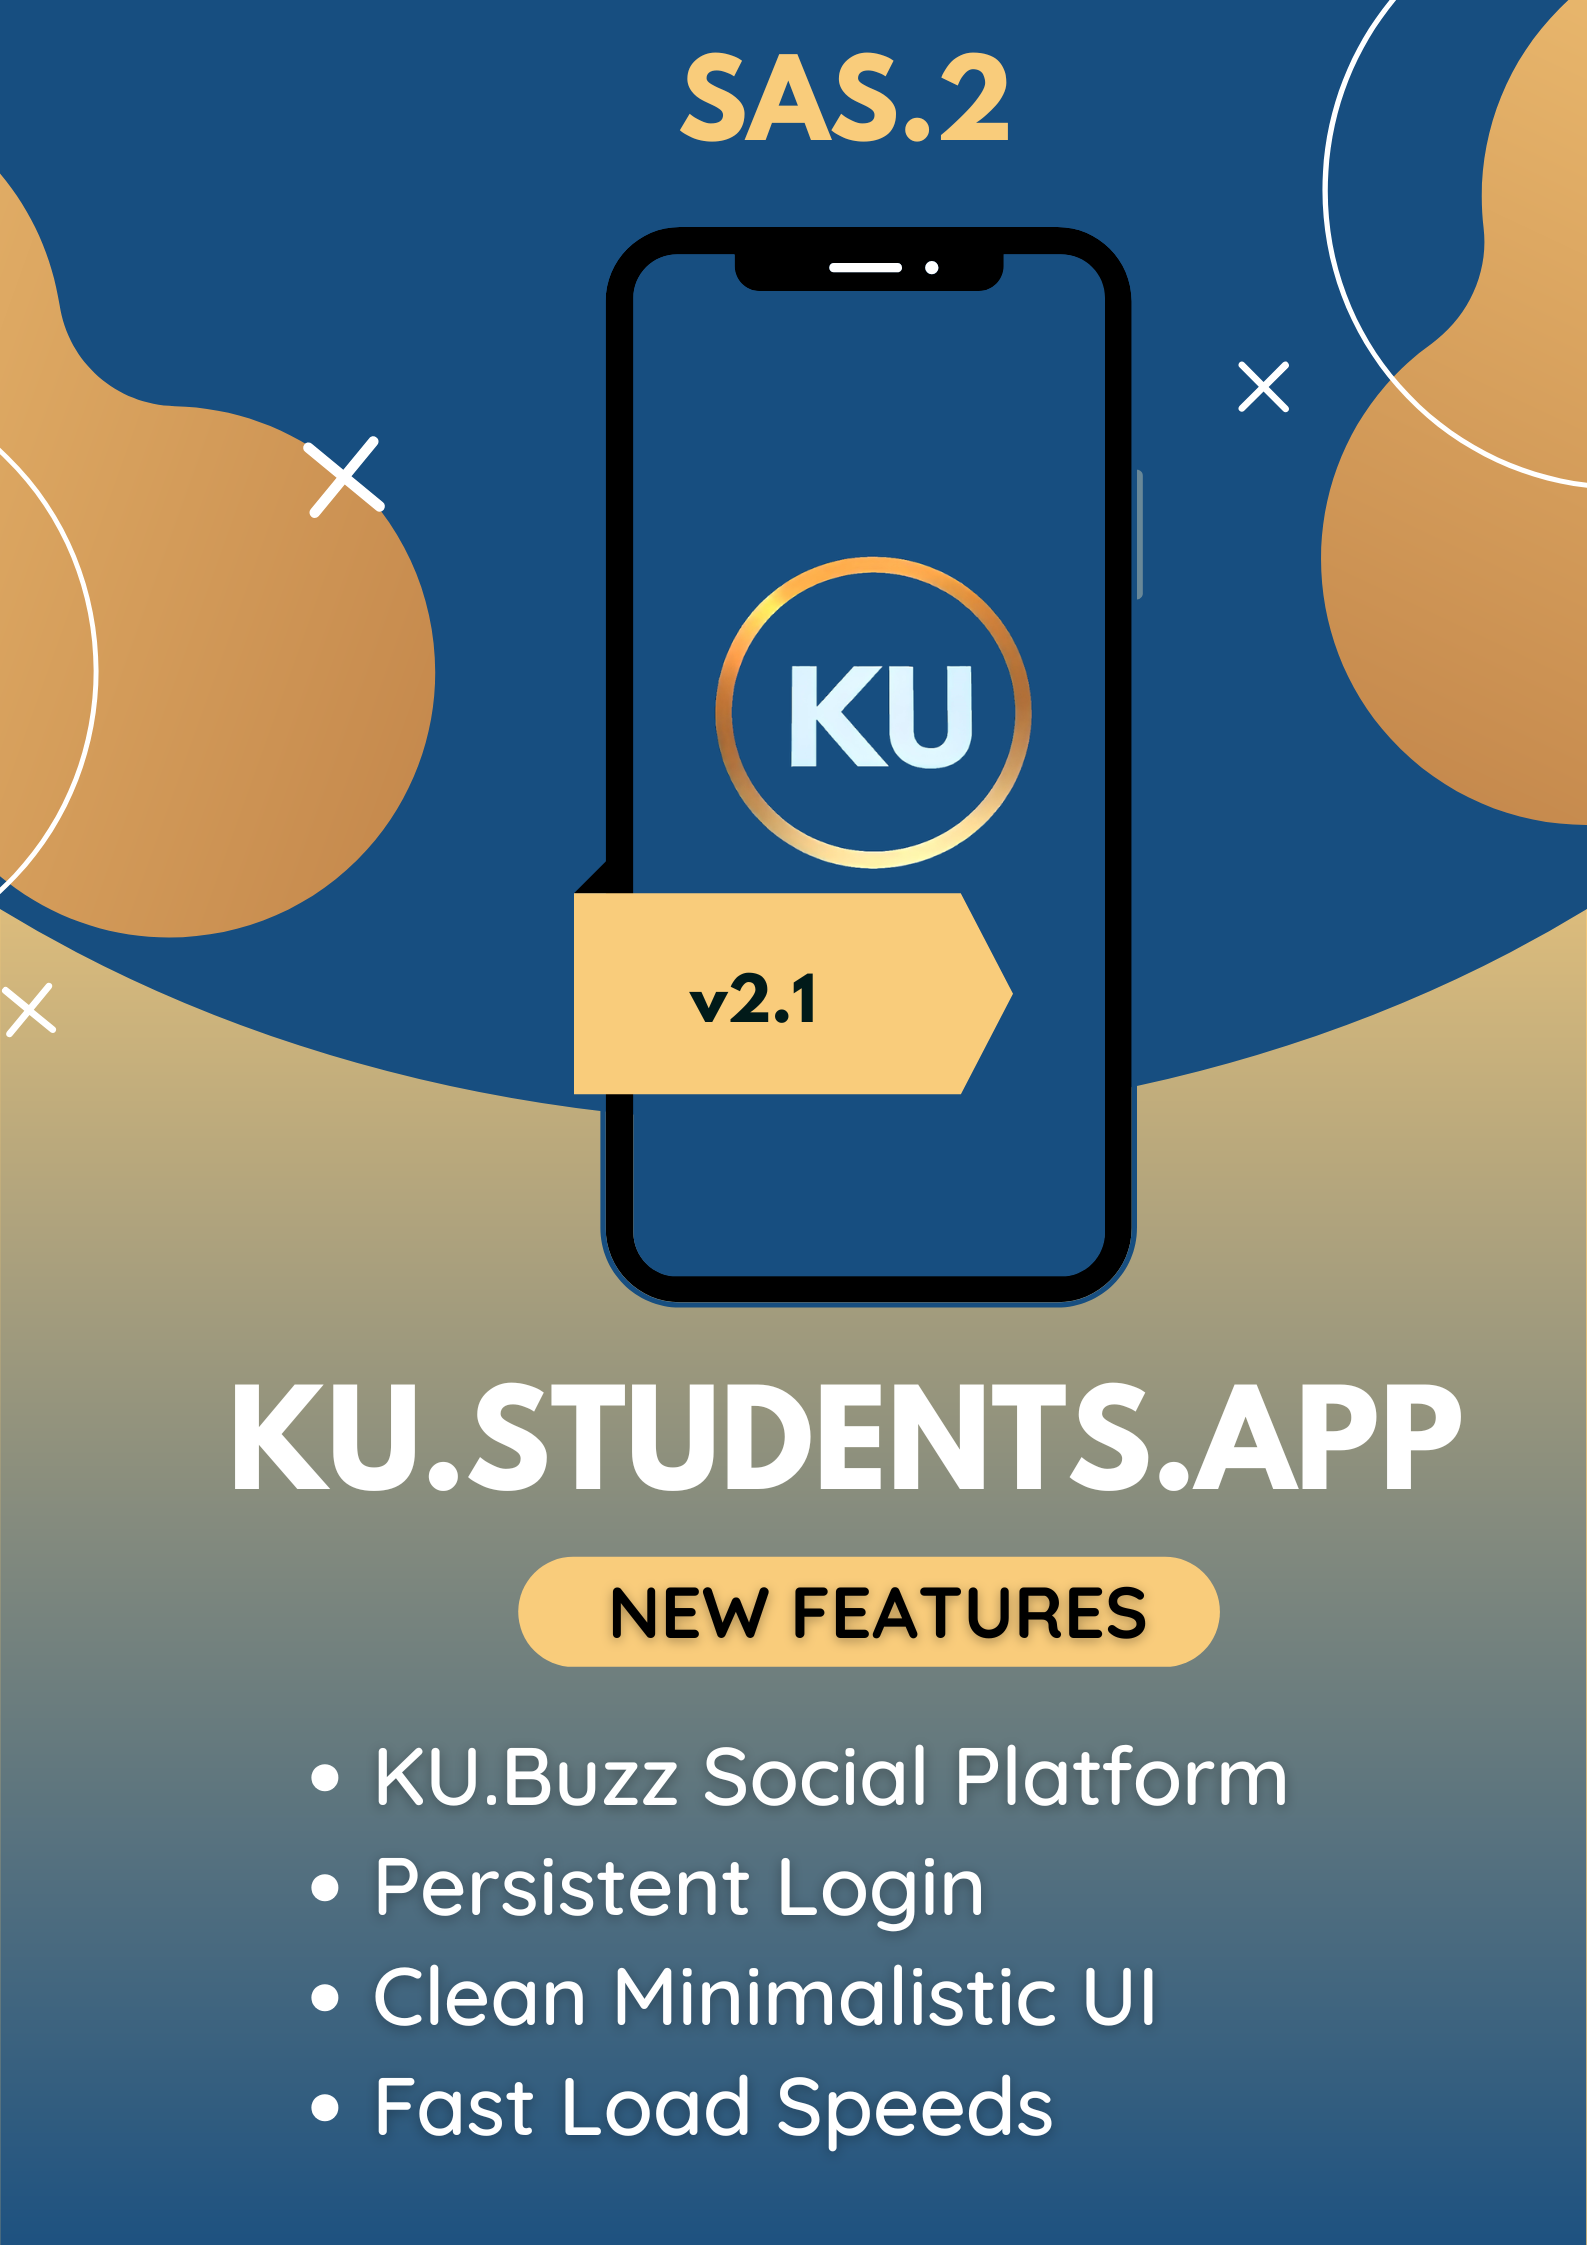 SAS.2
KU
v2.1
KU.STUDENTS.APP
NEW FEATURES
• KU.Buzz Social Platform
• Persistent Login
• Clean Minimalistic UI
• Fast Load Speeds